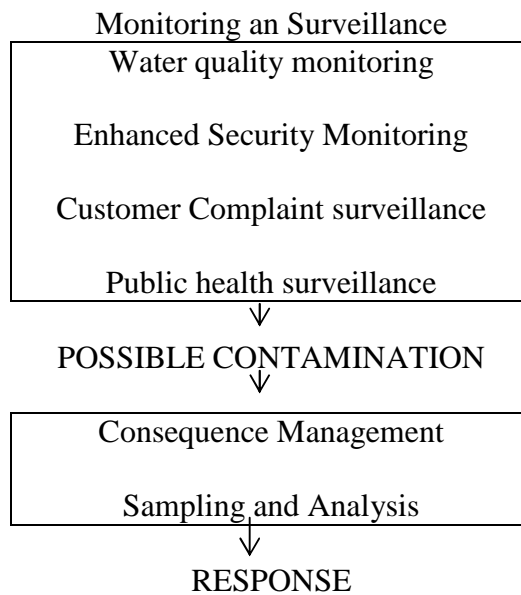 Monitoring an Surveillance
Water quality monitoring
Enhanced Security Monitoring
Customer Complaint surveillance
Public health surveillance
POSSIBLE CONTAMINATION
Consequence Management
Sampling and Analysis
RESPONSE